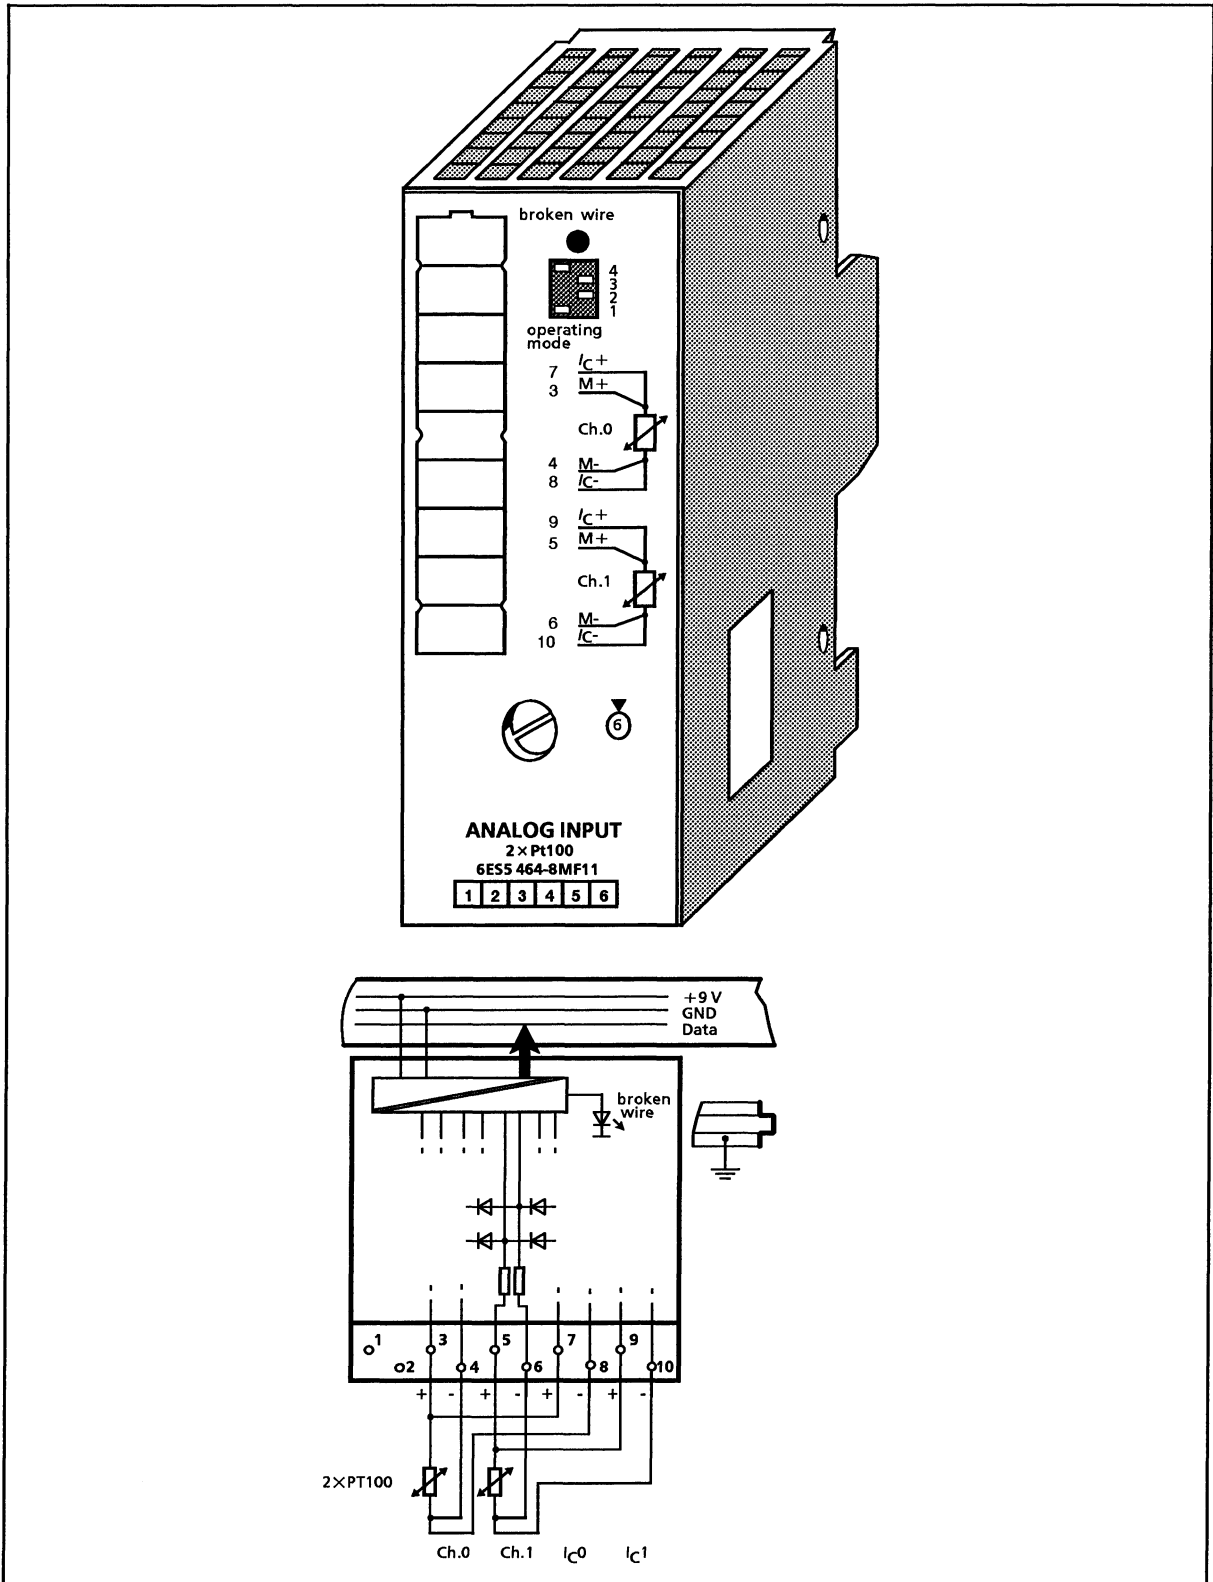 broken wire
4
3
2
1
operating
mode
7 IC+
3 M+
Ch.0
4 M-
8 IC-
9 IC+
5 M+
Ch.1
6 M-
10 IC-
6
ANALOG INPUT
2×Pt100
6ES5 464-8MF11
1 2 3 4 5 6
+9 V
GND
Data
broken
wire
1 3 5 7 9
2 4 6 8 10
+ - + - + - + -
2×PT100
Ch.0 Ch.1 IC0 IC1